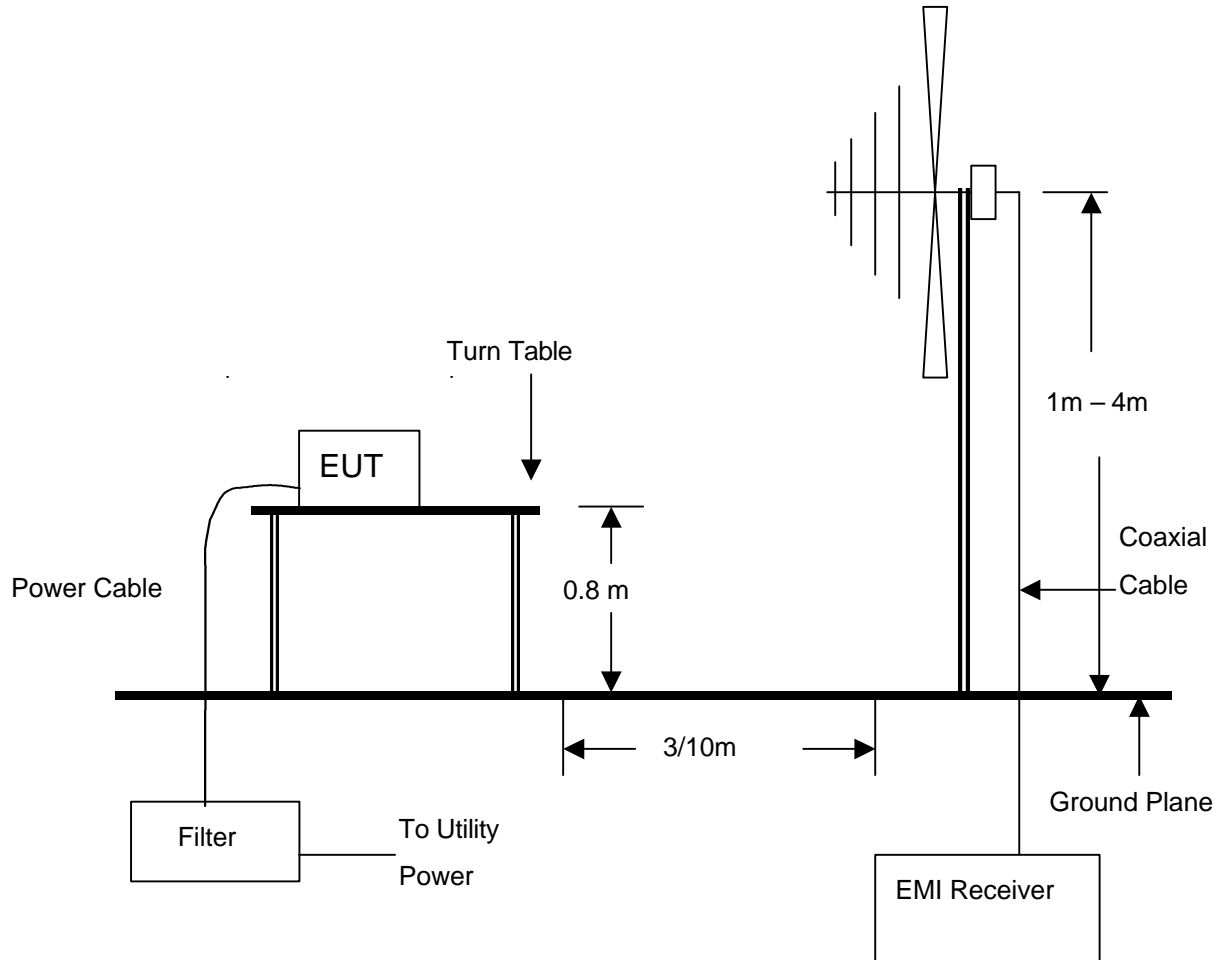 Turn Table
1m – 4m
EUT
Coaxial
Cable
Power Cable
0.8 m
3/10m
Ground Plane
Filter
To Utility
Power
EMI Receiver